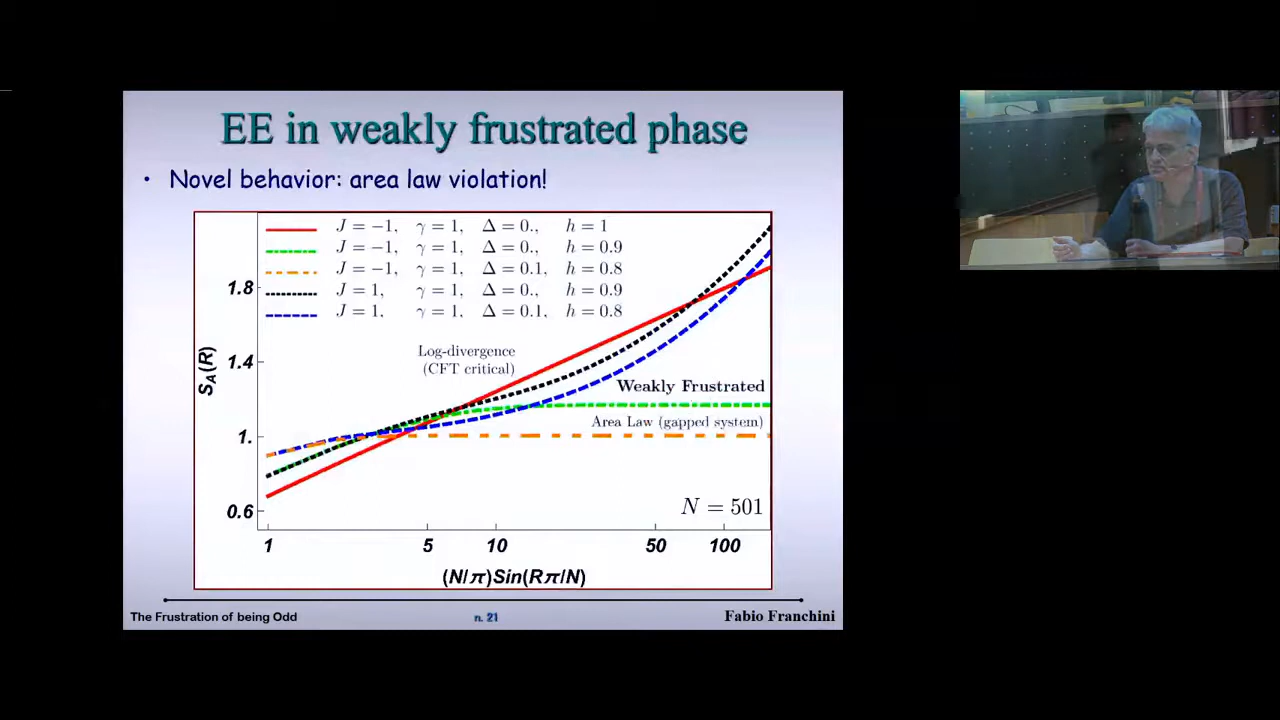 EE in weakly frustrated phase
• Novel behavior: area law violation!
J = −1, γ = 1, Δ = 0., h = 1
J = −1, γ = 1, Δ = 0., h = 0.9
J = −1, γ = 1, Δ = 0.1, h = 0.8
J = 1, γ = 1, Δ = 0., h = 0.9
J = 1, γ = 1, Δ = 0.1, h = 0.8
1.8
Log-divergence
(CFT critical)
S_A(R)
1.4
Weakly Frustrated
Area Law (gapped system)
1.
0.6
N = 501
1 5 10 50 100
(N/π)Sin(Rπ/N)
The Frustration of being Odd
n. 21
Fabio Franchini